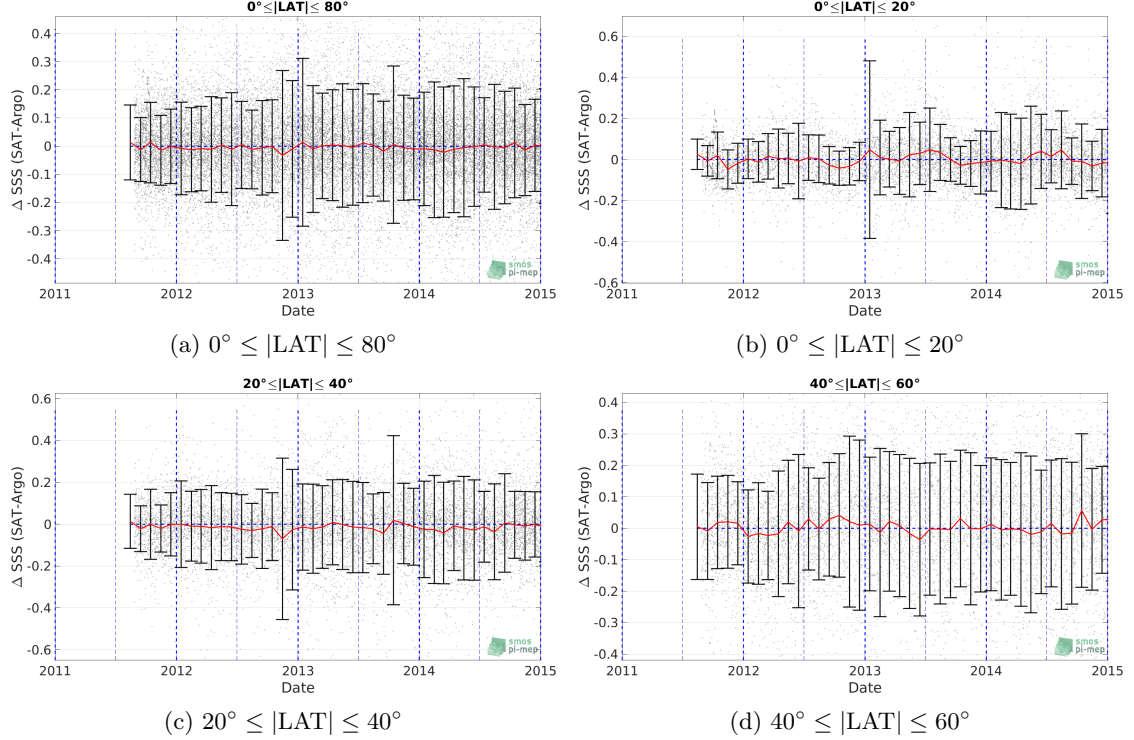 0°≤|LAT|≤ 80°
Δ SSS (SAT-Argo)
0.4
0.3
0.2
0.1
0
-0.1
-0.2
-0.3
-0.4
2011 2012 2013 2014 2015
Date
smos
pi-mep
(a) 0° ≤ |LAT| ≤ 80°
0°≤|LAT|≤ 20°
Δ SSS (SAT-Argo)
0.6
0.4
0.2
0
-0.2
-0.4
-0.6
2011 2012 2013 2014 2015
Date
smos
pi-mep
(b) 0° ≤ |LAT| ≤ 20°
20°≤|LAT|≤ 40°
Δ SSS (SAT-Argo)
0.6
0.4
0.2
0
-0.2
-0.4
-0.6
2011 2012 2013 2014 2015
Date
smos
pi-mep
(c) 20° ≤ |LAT| ≤ 40°
40°≤|LAT|≤ 60°
Δ SSS (SAT-Argo)
0.4
0.3
0.2
0.1
0
-0.1
-0.2
-0.3
-0.4
2011 2012 2013 2014 2015
Date
smos
pi-mep
(d) 40° ≤ |LAT| ≤ 60°